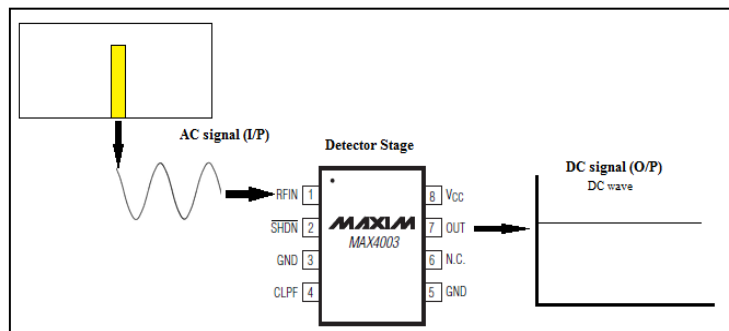 AC signal (I/P)
Detector Stage
DC signal (O/P)
DC wave
RFIN 1
SHDN 2
GND 3
CLPF 4
MAXIM
MAX4003
8 VCC
7 OUT
6 N.C.
5 GND